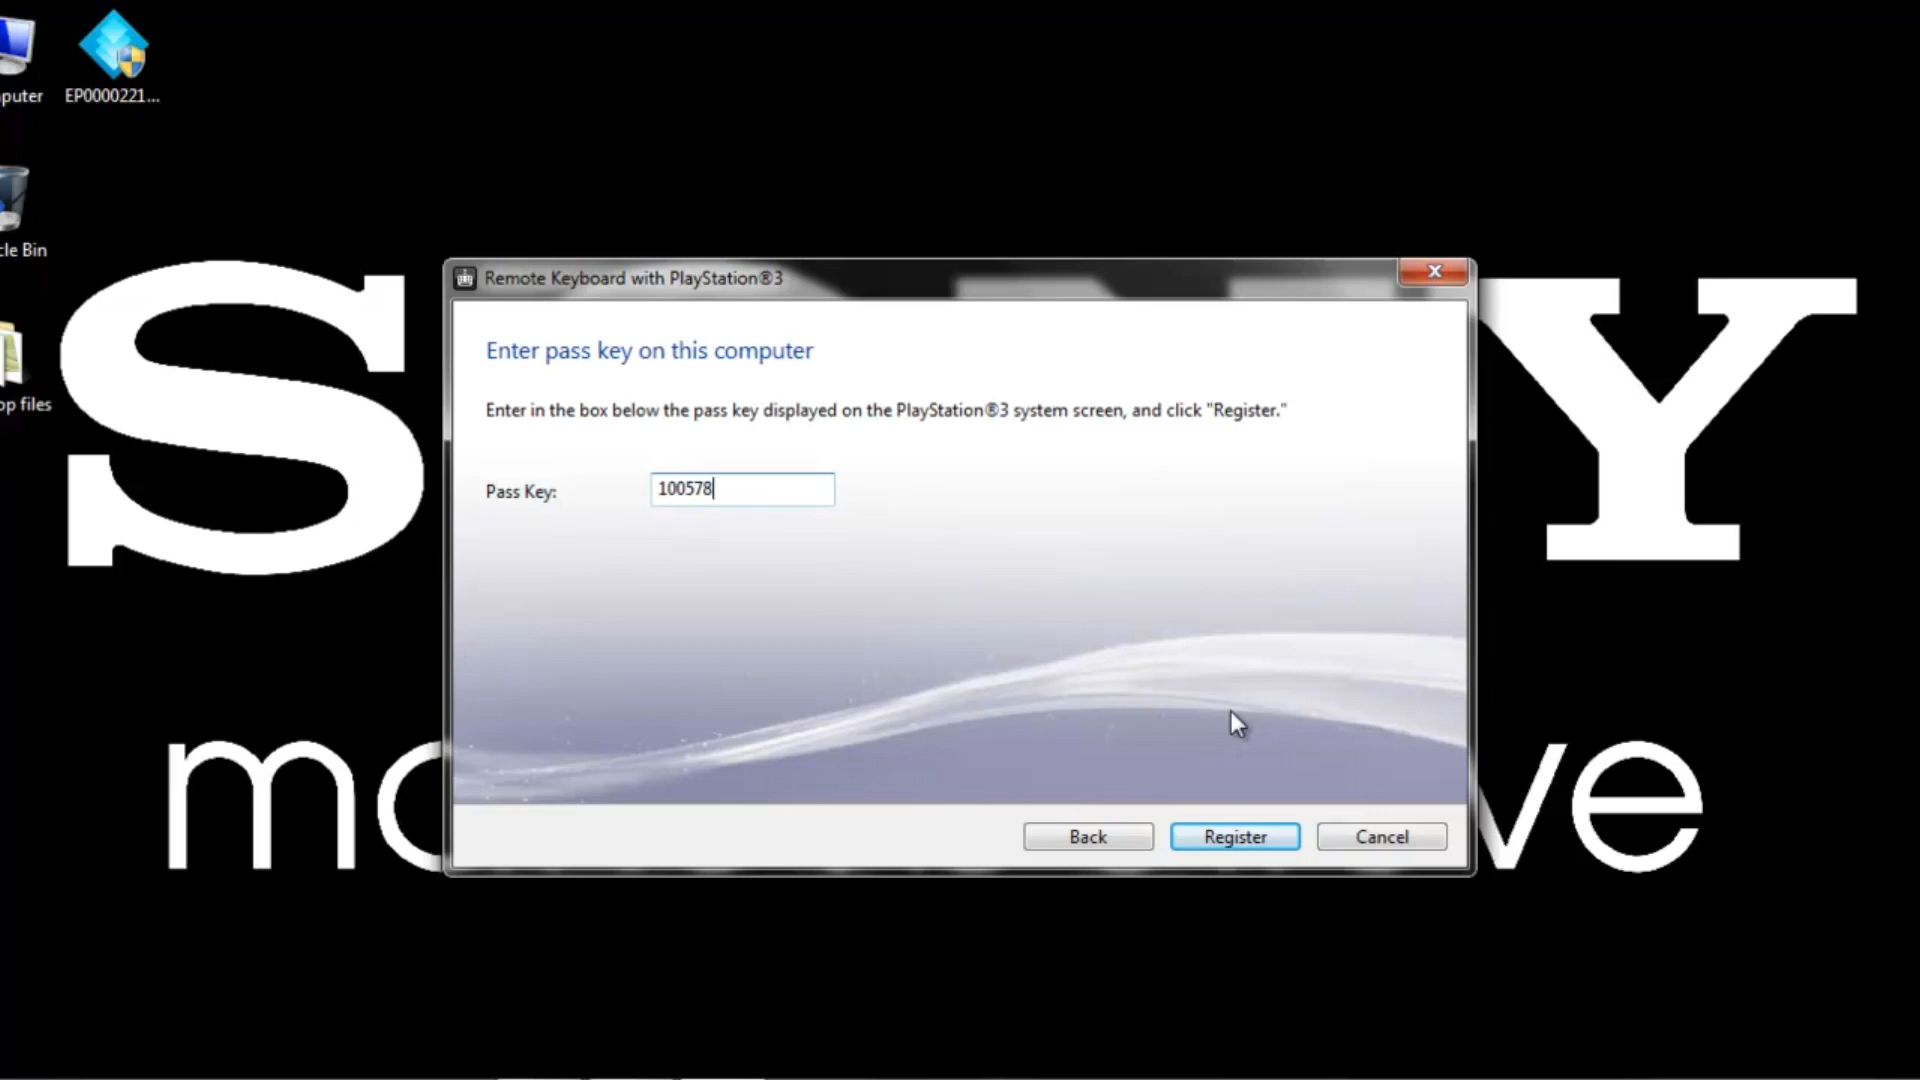 puter
EP0000221...
cle Bin
op files
S
Y
Remote Keyboard with PlayStation®3
Enter pass key on this computer
Enter in the box below the pass key displayed on the PlayStation®3 system screen, and click "Register."
Pass Key:
100578
Back
Register
Cancel
m
ve